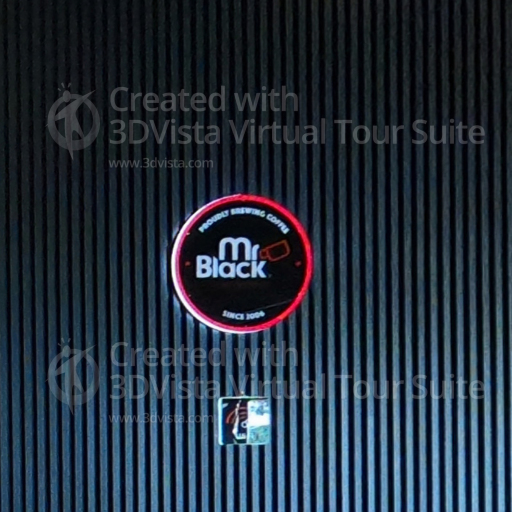 Created with
3DVista Virtual Tour Suite
www.3dvista.com
PROUDLY BREWING COFFEE
Mr
Black
SINCE 2006
Created with
3DVista Virtual Tour Suite
www.3dvista.com